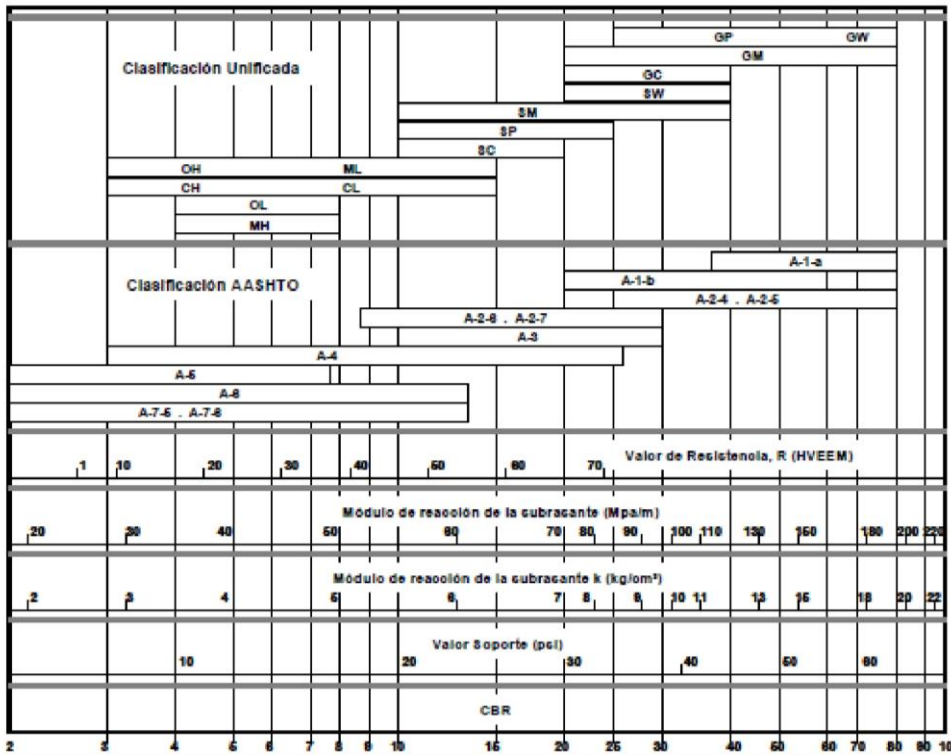 GP GW
GM
Clasificación Unificada
GC
SW
SM
SP
SC
OH ML
CH CL
OL
MH
A-1-a
Clasificación AASHTO
A-1-b
A-2-4 . A-2-5
A-2-6 . A-2-7
A-3
A-4
A-5
A-6
A-7-5 . A-7-6
Valor de Resistencia, R (HVEEM)
1 10 20 30 40 50 60 70
Módulo de reacción de la subrasante (Mpa/m)
20 30 40 50 60 70 80 90 100 110 130 150 180 200 220
Módulo de reacción de la subrasante k (kg/cm³)
2 3 4 5 6 7 8 9 10 11 13 15 18 20 22
Valor Soporte (psi)
10 20 30 40 50 60
CBR
2 3 4 5 6 7 8 9 10 15 20 25 30 40 50 60 70 80 90